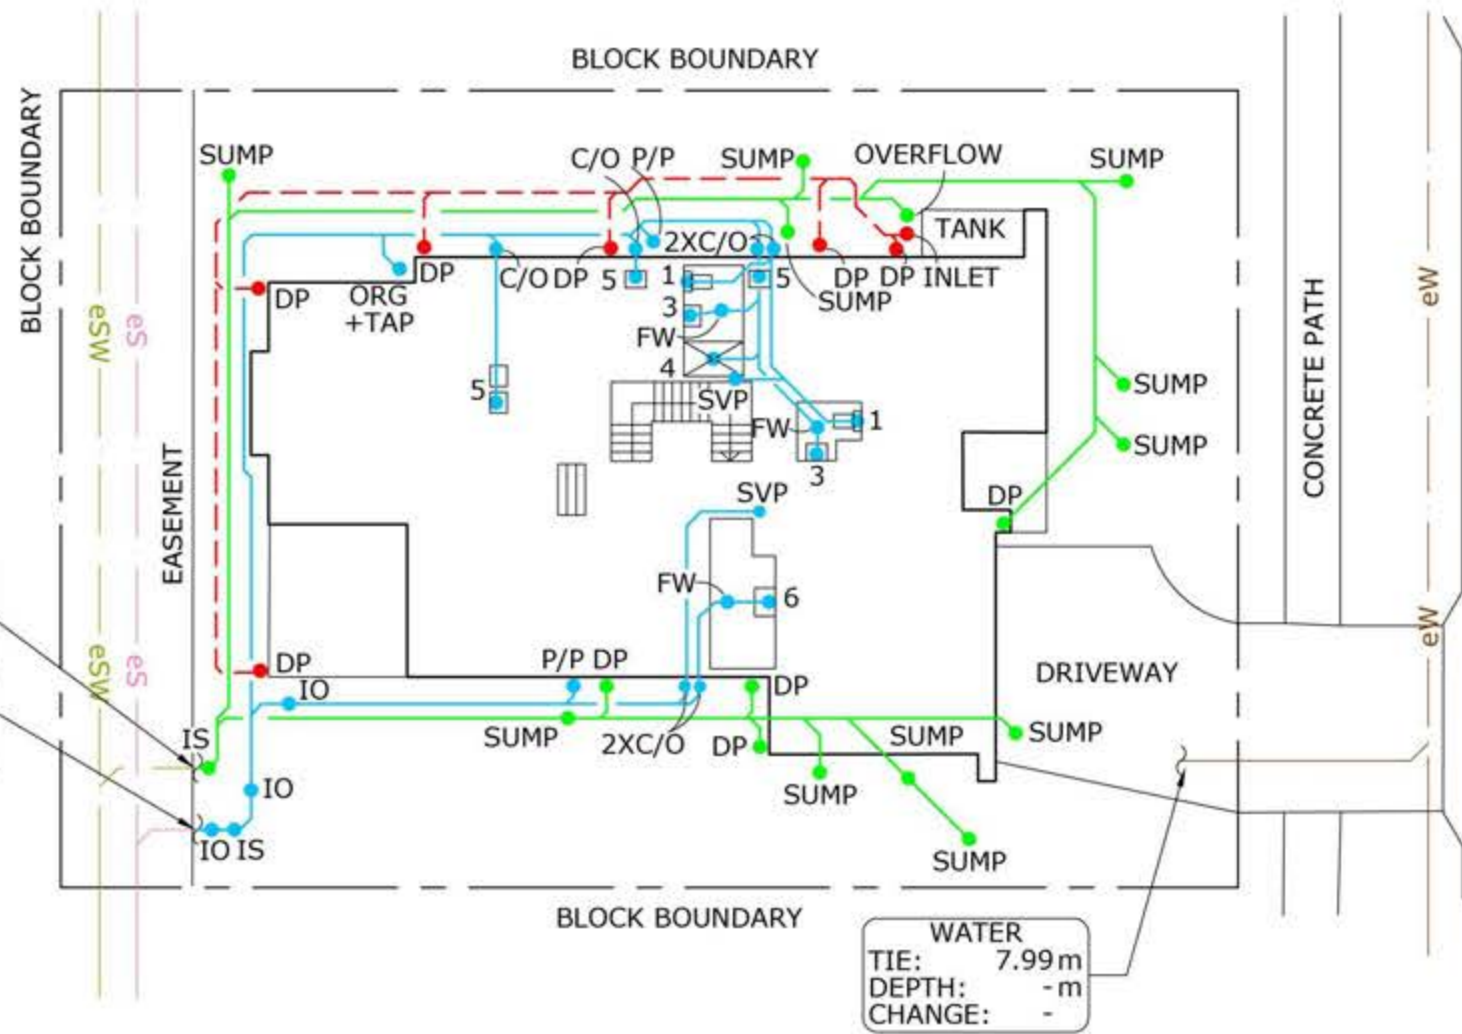 BLOCK BOUNDARY
BLOCK BOUNDARY
SUMP
C/O P/P
SUMP
OVERFLOW
SUMP
TANK
2XC/O
DP
C/O DP
5
1
5
DP DP INLET
DP
ORG
+TAP
3
SUMP
FW
eSW
eS
eW
4
SUMP
5
SVP
FW
1
SUMP
3
CONCRETE PATH
EASEMENT
SVP
DP
FW
6
eW
eSW
eS
DP
P/P DP
DRIVEWAY
IO
DP
IS
SUMP
2XC/O
DP
SUMP
SUMP
IO
SUMP
IO IS
SUMP
BLOCK BOUNDARY
WATER
TIE: 7.99 m
DEPTH: - m
CHANGE: -